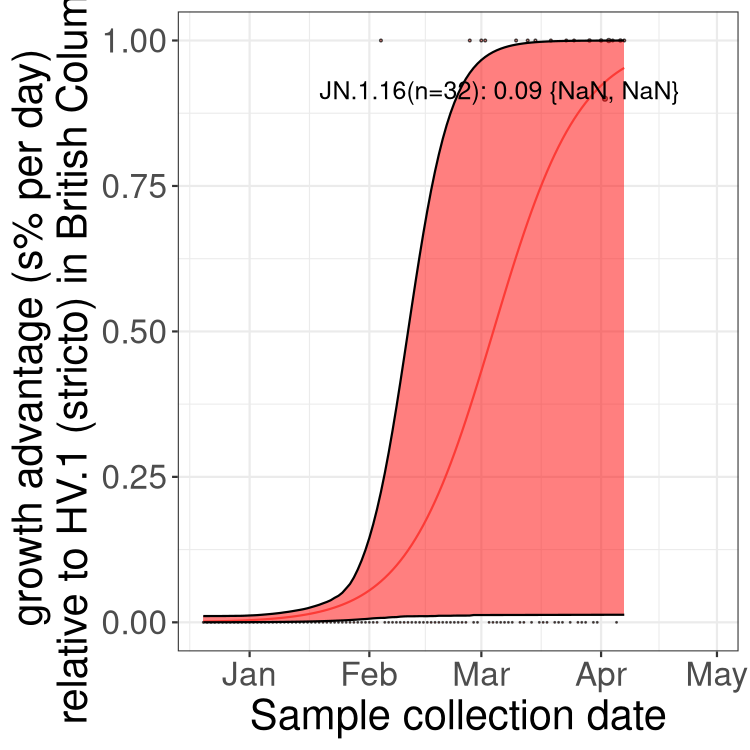 growth advantage (s% per day)
relative to HV.1 (stricto) in British Colum
1.00
0.75
0.50
0.25
0.00
JN.1.16(n=32): 0.09 {NaN, NaN}
Jan
Feb
Mar
Apr
May
Sample collection date